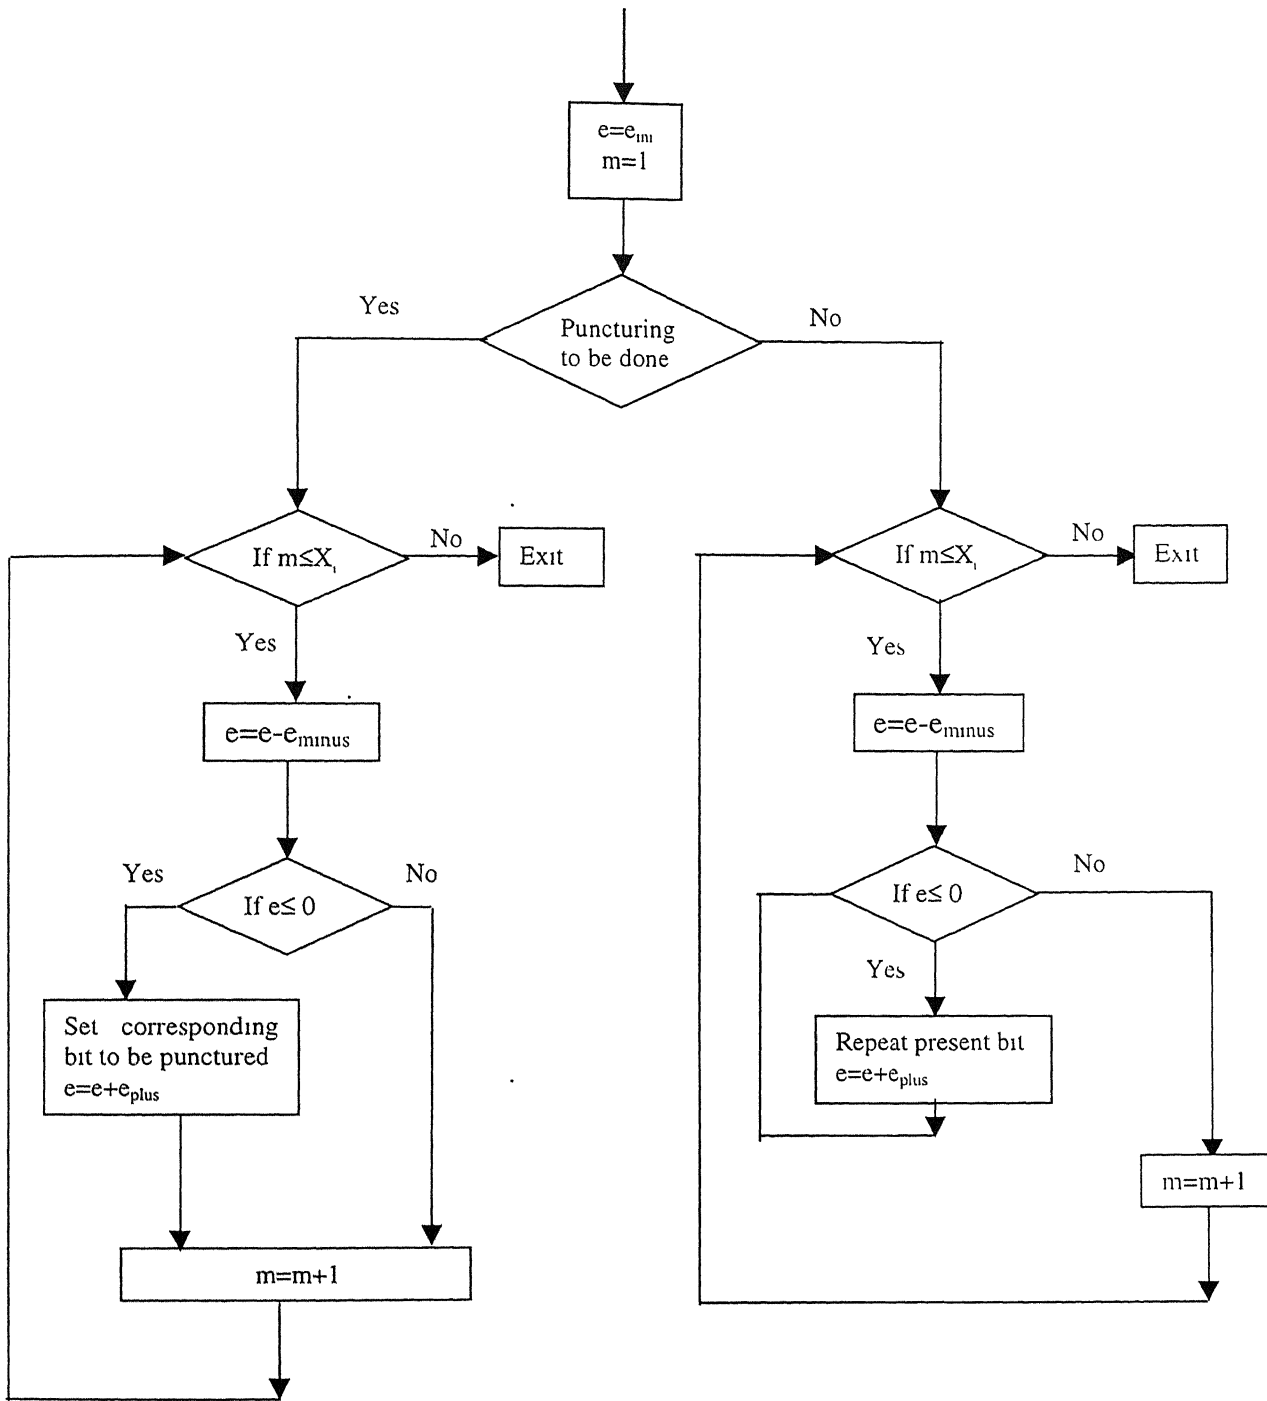 e=e_ini
m=1
Yes
No
Puncturing
to be done
If m≤X_i
No
Exit
If m≤X_i
No
Exit
Yes
Yes
e=e-e_minus
e=e-e_minus
Yes
No
If e≤ 0
No
If e≤ 0
Yes
Set corresponding
bit to be punctured
e=e+e_plus
Repeat present bit
e=e+e_plus
m=m+1
m=m+1